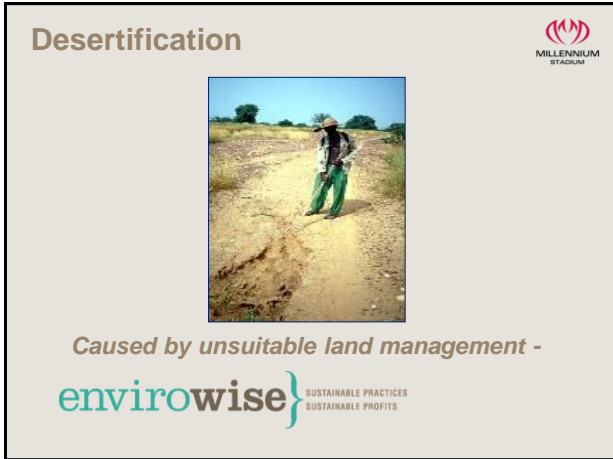 Desertification
MILLENNIUM
STADIUM
Caused by unsuitable land management -
envirowise} SUSTAINABLE PRACTICES
SUSTAINABLE PROFITS